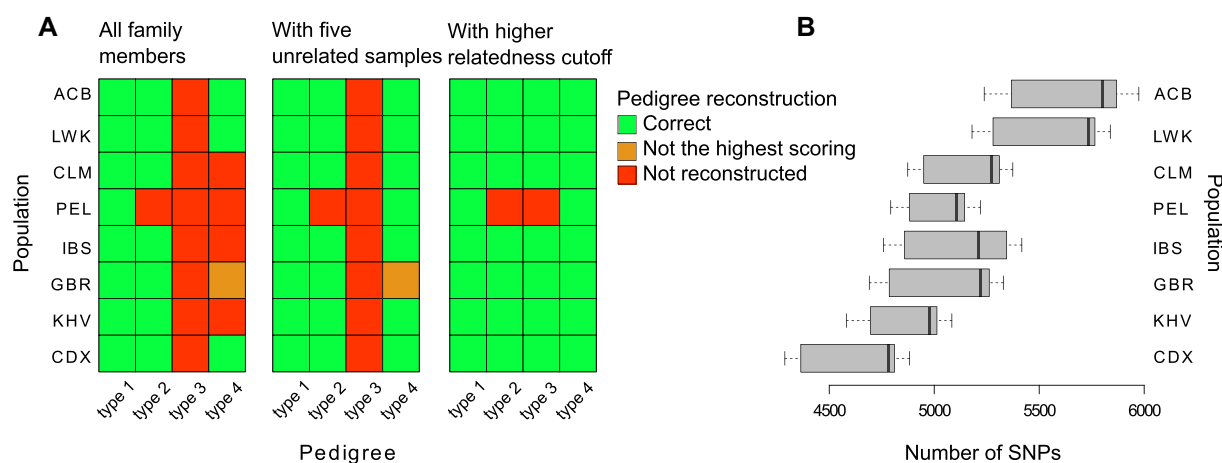 A
All family
members
With five
unrelated samples
With higher
relatedness cutoff
Population
ACB
LWK
CLM
PEL
IBS
GBR
KHV
CDX
type 1
type 2
type 3
type 4
type 1
type 2
type 3
type 4
type 1
type 2
type 3
type 4
Pedigree
Pedigree reconstruction
Correct
Not the highest scoring
Not reconstructed
B
ACB
LWK
CLM
PEL
IBS
GBR
KHV
CDX
Population
4500
5000
5500
6000
Number of SNPs